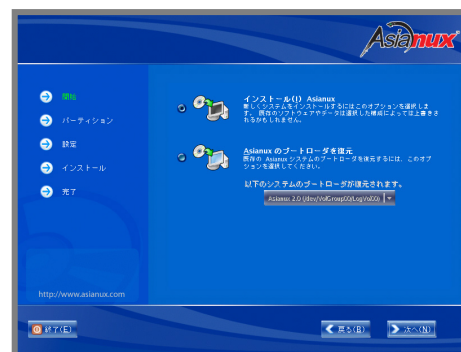 Asianux
開始
パーティション
設定
インストール
完了
インストール(I) Asianux
新しくシステムをインストールするにはこのオプションを選択しま
す。 既存のソフトウェアやデータは選択した構成によっては上書きさ
れるかもしれません。
Asianux のブートローダを復元
既存の Asianux システムのブートローダを復元するには、このオプ
ションを選択してください。
以下のシステムのブートローダが復元されます。
Asianux 2.0 (/dev/VolGroup00/LogVol00)
http://www.asianux.com
終了(E)
戻る(B)
次へ(N)